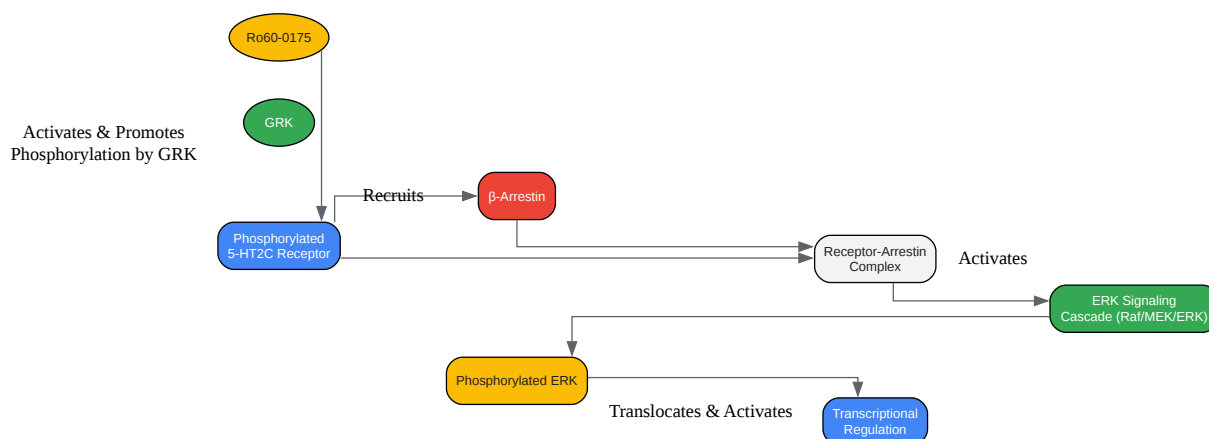 Ro60-0175
GRK
Activates & Promotes
Phosphorylation by GRK
Recruits
β-Arrestin
Phosphorylated
5-HT2C Receptor
Receptor-Arrestin
Complex
Activates
ERK Signaling
Cascade (Raf/MEK/ERK)
Phosphorylated ERK
Translocates & Activates
Transcriptional
Regulation